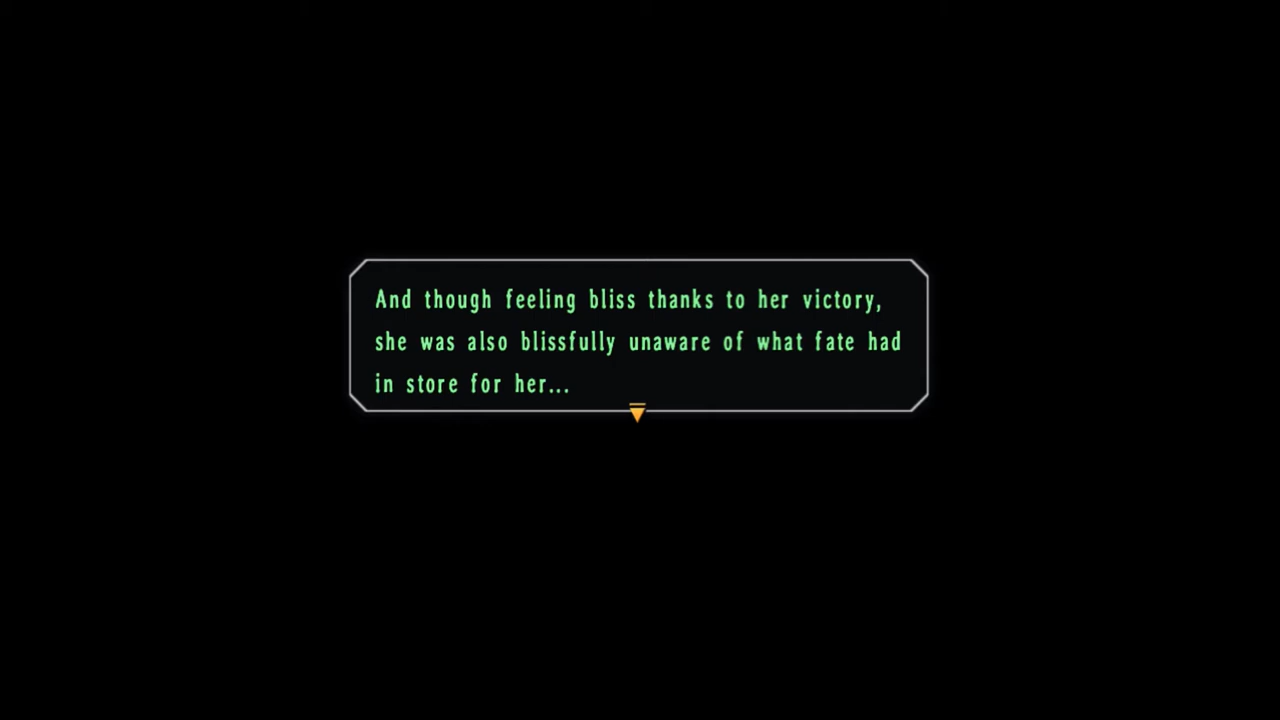 And though feeling bliss thanks to her victory,
she was also blissfully unaware of what fate had
in store for her...